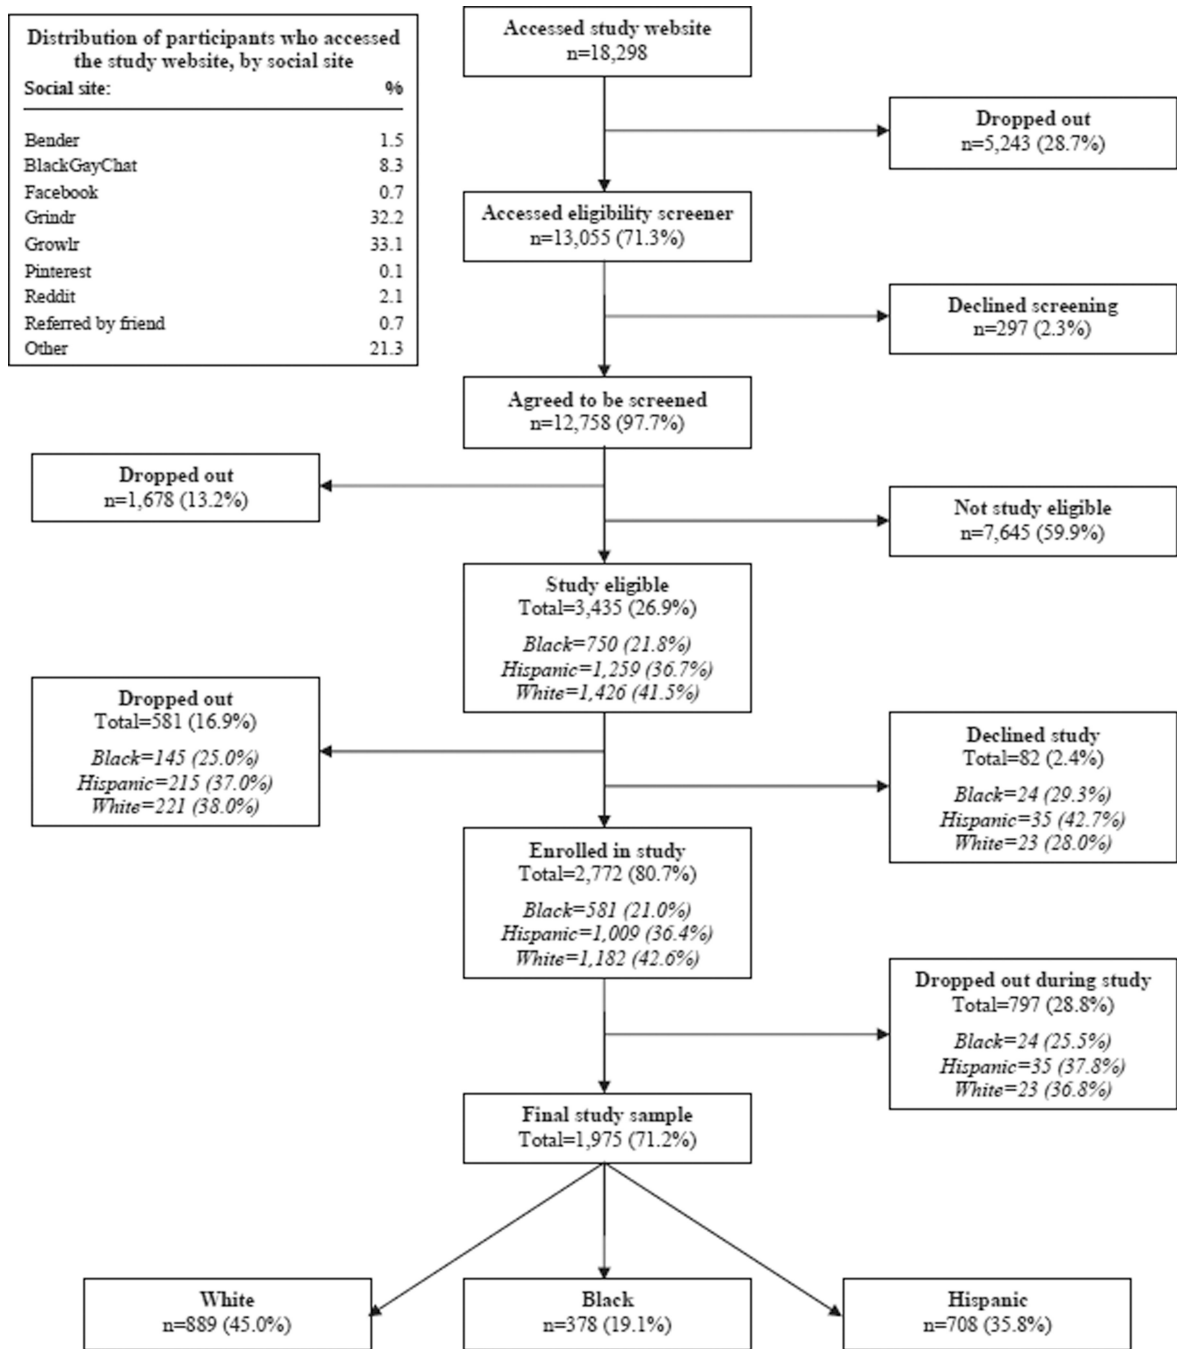 Distribution of participants who accessed
the study website, by social site
Social site: %
Bender 1.5
BlackGayChat 8.3
Facebook 0.7
Grindr 32.2
Growlr 33.1
Pinterest 0.1
Reddit 2.1
Referred by friend 0.7
Other 21.3
Accessed study website
n=18,298
Dropped out
n=5,243 (28.7%)
Accessed eligibility screener
n=13,055 (71.3%)
Declined screening
n=297 (2.3%)
Agreed to be screened
n=12,758 (97.7%)
Dropped out
n=1,678 (13.2%)
Not study eligible
n=7,645 (59.9%)
Study eligible
Total=3,435 (26.9%)
Black=750 (21.8%)
Hispanic=1,259 (36.7%)
White=1,426 (41.5%)
Dropped out
Total=581 (16.9%)
Black=145 (25.0%)
Hispanic=215 (37.0%)
White=221 (38.0%)
Declined study
Total=82 (2.4%)
Black=24 (29.3%)
Hispanic=35 (42.7%)
White=23 (28.0%)
Enrolled in study
Total=2,772 (80.7%)
Black=581 (21.0%)
Hispanic=1,009 (36.4%)
White=1,182 (42.6%)
Dropped out during study
Total=797 (28.8%)
Black=24 (25.5%)
Hispanic=35 (37.8%)
White=23 (36.8%)
Final study sample
Total=1,975 (71.2%)
White
n=889 (45.0%)
Black
n=378 (19.1%)
Hispanic
n=708 (35.8%)